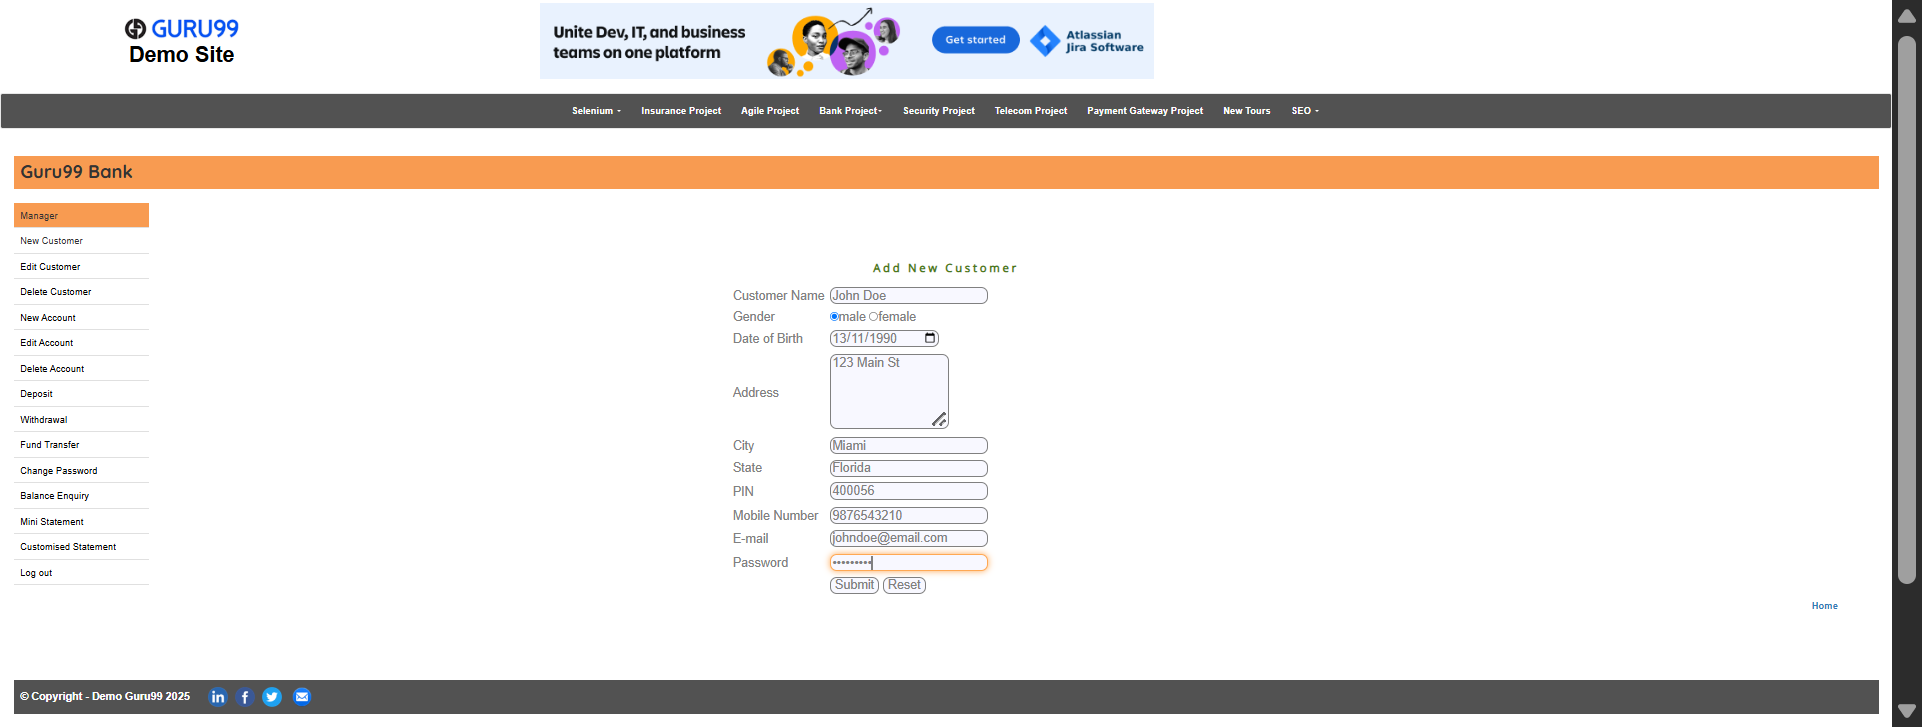 GURU99
Demo Site
Unite Dev, IT, and business
teams on one platform
Get started
Atlassian
Jira Software
Selenium Insurance Project Agile Project Bank Project Security Project Telecom Project Payment Gateway Project New Tours SEO
Guru99 Bank
Manager
New Customer
Edit Customer
Delete Customer
New Account
Edit Account
Delete Account
Deposit
Withdrawal
Fund Transfer
Change Password
Balance Enquiry
Mini Statement
Customised Statement
Log out
Add New Customer
Customer Name John Doe
Gender male female
Date of Birth 13/11/1990
Address 123 Main St
City Miami
State Florida
PIN 400056
Mobile Number 9876543210
E-mail johndoe@email.com
Password •••••••••
Submit Reset
Home
© Copyright - Demo Guru99 2025